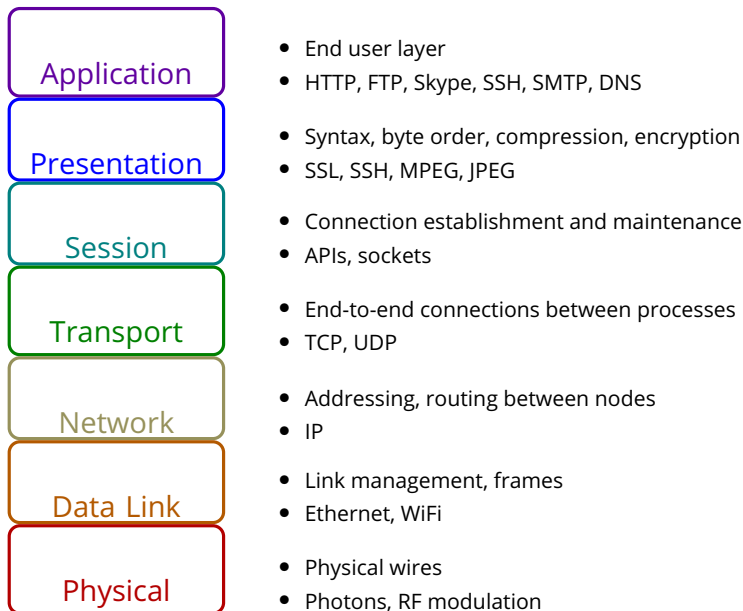 Application
• End user layer
• HTTP, FTP, Skype, SSH, SMTP, DNS
Presentation
• Syntax, byte order, compression, encryption
• SSL, SSH, MPEG, JPEG
Session
• Connection establishment and maintenance
• APIs, sockets
Transport
• End-to-end connections between processes
• TCP, UDP
Network
• Addressing, routing between nodes
• IP
Data Link
• Link management, frames
• Ethernet, WiFi
Physical
• Physical wires
• Photons, RF modulation